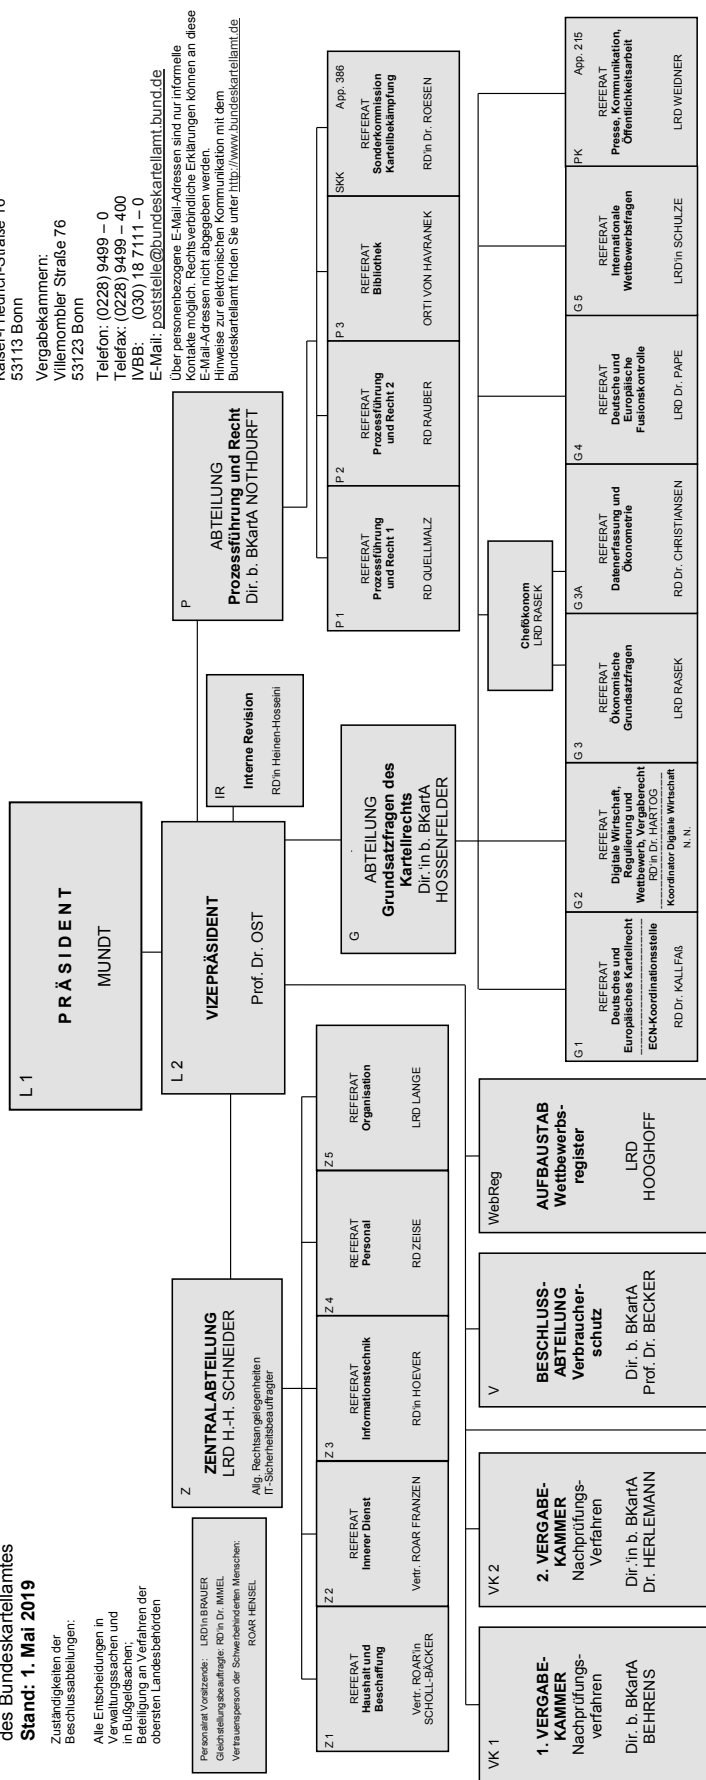 des Bundeskartellamtes
Stand: 1. Mai 2019
Zuständigkeiten der
Beschlussabteilungen:
Alle Entscheidungen in
Verwaltungssachen und
in Bußgeldsachen;
Beteiligung an Verfahren der
obersten Landesbehörden
53113 Bonn
Vergabekammern:
Villemombler Straße 76
53123 Bonn
Telefon: (0228) 9499 – 0
Telefax: (0228) 9499 – 400
IVBB: (030) 18 7111 – 0
E-Mail: poststelle@bundeskartellamt.bund.de
Über personenbezogene E-Mail-Adressen sind nur informelle
Kontakte möglich. Rechtsverbindliche Erklärungen können an diese
E-Mail-Adressen nicht abgegeben werden.
Hinweise zur elektronischen Kommunikation mit dem
Bundeskartellamt finden Sie unter http://www.bundeskartellamt.de
L 1
PRÄSIDENT
MUNDT
L 2
VIZEPRÄSIDENT
Prof. Dr. OST
IR
Interne Revision
RD'in Heinen-Hosseini
Personalrat Vorsitzende: LRD'in BRAUER
Gleichstellungsbeauftragte: RD'in Dr. IMMEL
Vertrauensperson der Schwerbehinderten Menschen:
ROAR HENSEL
Z
ZENTRALABTEILUNG
LRD H.-H. SCHNEIDER
Allg. Rechtsangelegenheiten
IT-Sicherheitsbeauftragter
P
ABTEILUNG
Prozessführung und Recht
Dir. b. BKartA NOTHDURFT
G
ABTEILUNG
Grundsatzfragen des
Kartellrechts
Dir.'in b. BKartA
HOSSENFELDER
Z 1
REFERAT
Haushalt und
Beschaffung
Vertr. ROAR'in
SCHOLL-BÄCKER
Z 2
REFERAT
Innerer Dienst
Vertr. ROAR FRANZEN
Z 3
REFERAT
Informationstechnik
RD'in HOEVER
Z 4
REFERAT
Personal
RD ZEISE
Z 5
REFERAT
Organisation
LRD LANGE
P 1
REFERAT
Prozessführung
und Recht 1
RD QUELLMALZ
P 2
REFERAT
Prozessführung
und Recht 2
RD RAUBER
P 3
REFERAT
Bibliothek
ORTI VON HAVRANEK
SKK App. 386
REFERAT
Sonderkommission
Kartellbekämpfung
RD'in Dr. ROESEN
Chefökonom
LRD RASEK
G 1
REFERAT
Deutsches und
Europäisches Kartellrecht
ECN-Koordinationsstelle
RD Dr. KALLFAß
G 2
REFERAT
Digitale Wirtschaft,
Regulierung und
Wettbewerb, Vergaberecht
RD'in Dr. HARTOG
Koordinator Digitale Wirtschaft
N. N.
G 3
REFERAT
Ökonomische
Grundsatzfragen
LRD RASEK
G 3A
REFERAT
Datenerfassung und
Ökonometrie
RD Dr. CHRISTIANSEN
G 4
REFERAT
Deutsche und
Europäische
Fusionskontrolle
LRD Dr. PAPE
G 5
REFERAT
Internationale
Wettbewerbsfragen
LRD'in SCHULZE
PK App. 215
REFERAT
Presse, Kommunikation,
Öffentlichkeitsarbeit
LRD WEIDNER
VK 1
1. VERGABE-
KAMMER
Nachprüfungs-
verfahren
Dir. b. BKartA
BEHRENS
VK 2
2. VERGABE-
KAMMER
Nachprüfungs-
Verfahren
Dir.'in b. BKartA
Dr. HERLEMANN
V
BESCHLUSS-
ABTEILUNG
Verbraucher-
schutz
Dir. b. BKartA
Prof. Dr. BECKER
WebReg
AUFBAUSTAB
Wettbewerbs-
register
LRD
HOOGHOFF